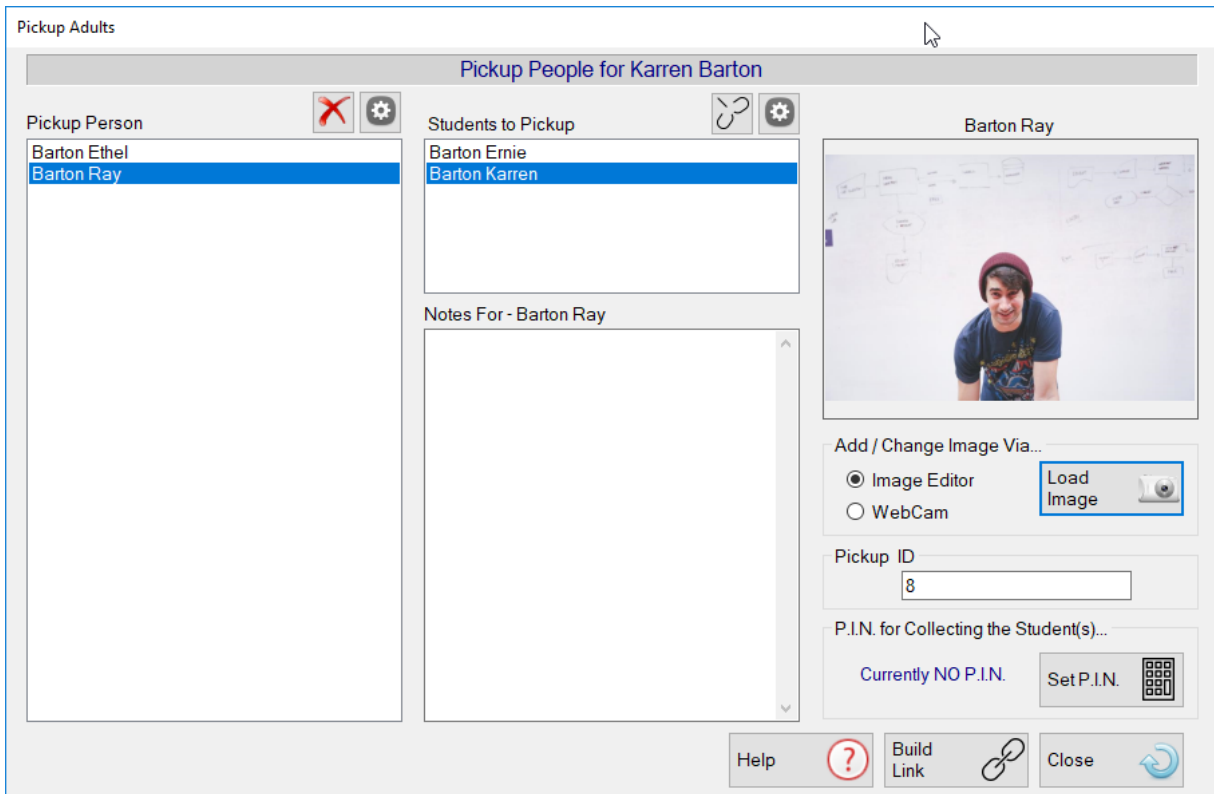 Pickup Adults
Pickup People for Karren Barton
Pickup Person
Barton Ethel
Barton Ray
Students to Pickup
Barton Ernie
Barton Karren
Notes For - Barton Ray
Barton Ray
Add / Change Image Via...
Image Editor
WebCam
Load
Image
Pickup ID
8
P.I.N. for Collecting the Student(s)...
Currently NO P.I.N.
Set P.I.N.
Help
?
Build
Link
Close